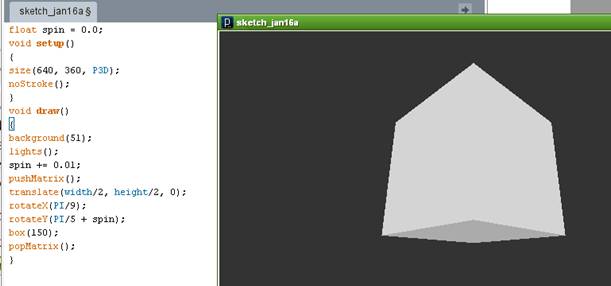 sketch_jan16a §
sketch_jan16a
float spin = 0.0;
void setup()
{
size(640, 360, P3D);
noStroke();
}
void draw()
{
background(51);
lights();
spin += 0.01;
pushMatrix();
translate(width/2, height/2, 0);
rotateX(PI/9);
rotateY(PI/5 + spin);
box(150);
popMatrix();
}